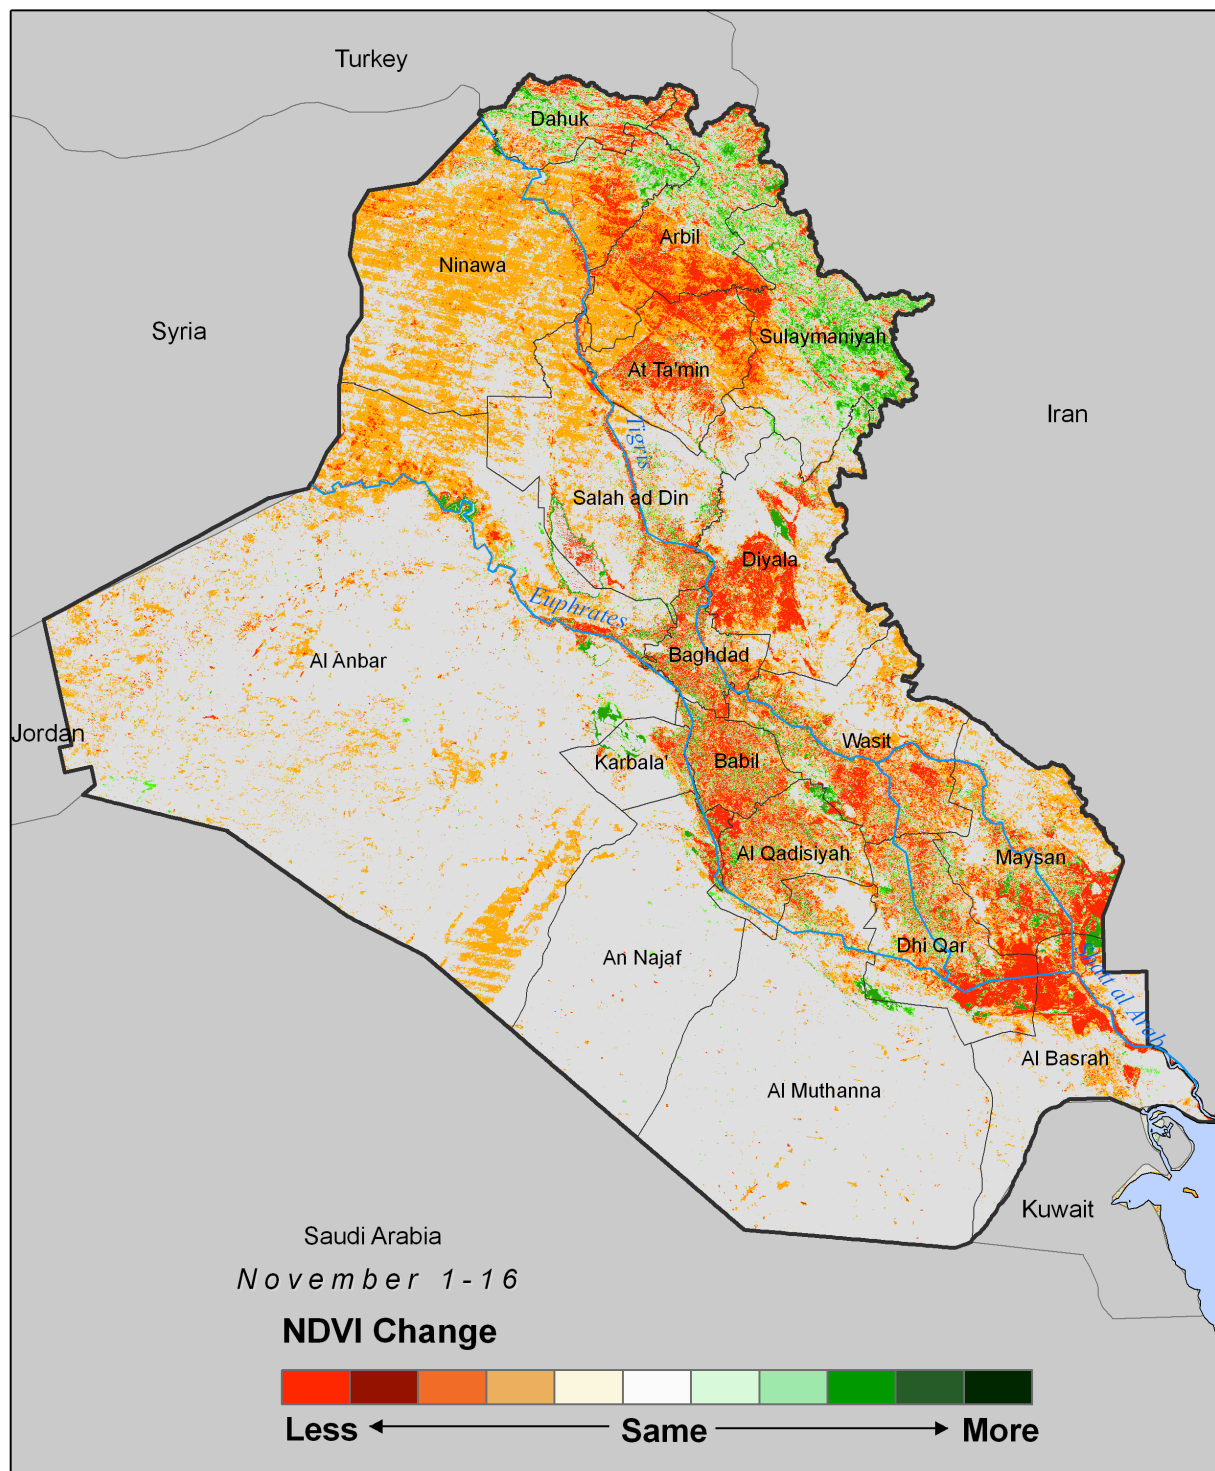 Turkey
Dahuk
Arbil
Ninawa
Syria
Sulaymaniyah
At Ta'min
Iran
Tigris
Salah ad Din
Diyala
Euphrates
Baghdad
Al Anbar
Jordan
Wasit
Karbala'
Babil
Al Qadisiyah
Maysan
Dhi Qar
An Najaf
Shatt al Arab
Al Basrah
Al Muthanna
Kuwait
Saudi Arabia
November 1-16
NDVI Change
Less Same More